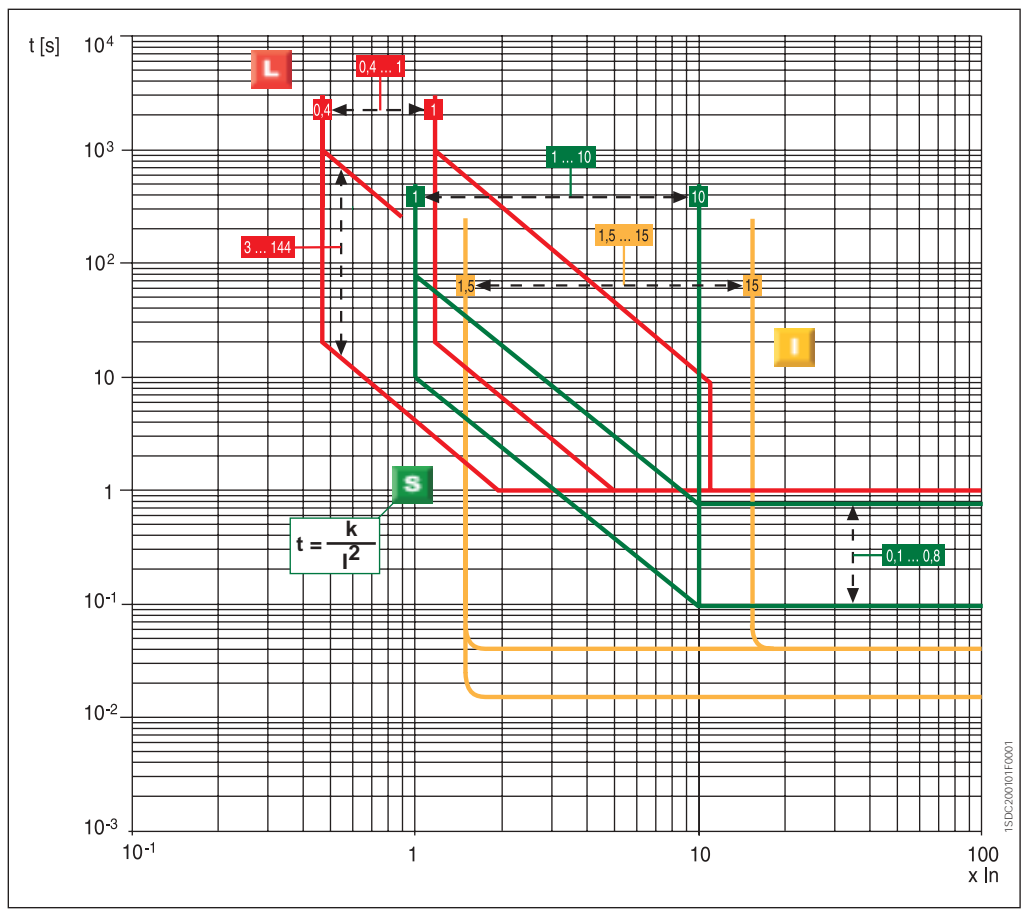 t [s]
10⁴
L
0,4 ... 1
0,4
1
10³
1 ... 10
1
10
3 ... 144
1,5 ... 15
10²
1,5
15
I
10
S
1
t = k
I²
0,1 ... 0,8
10⁻¹
10⁻²
10⁻³
10⁻¹
1
10
100
x In
1SDC200101F0001